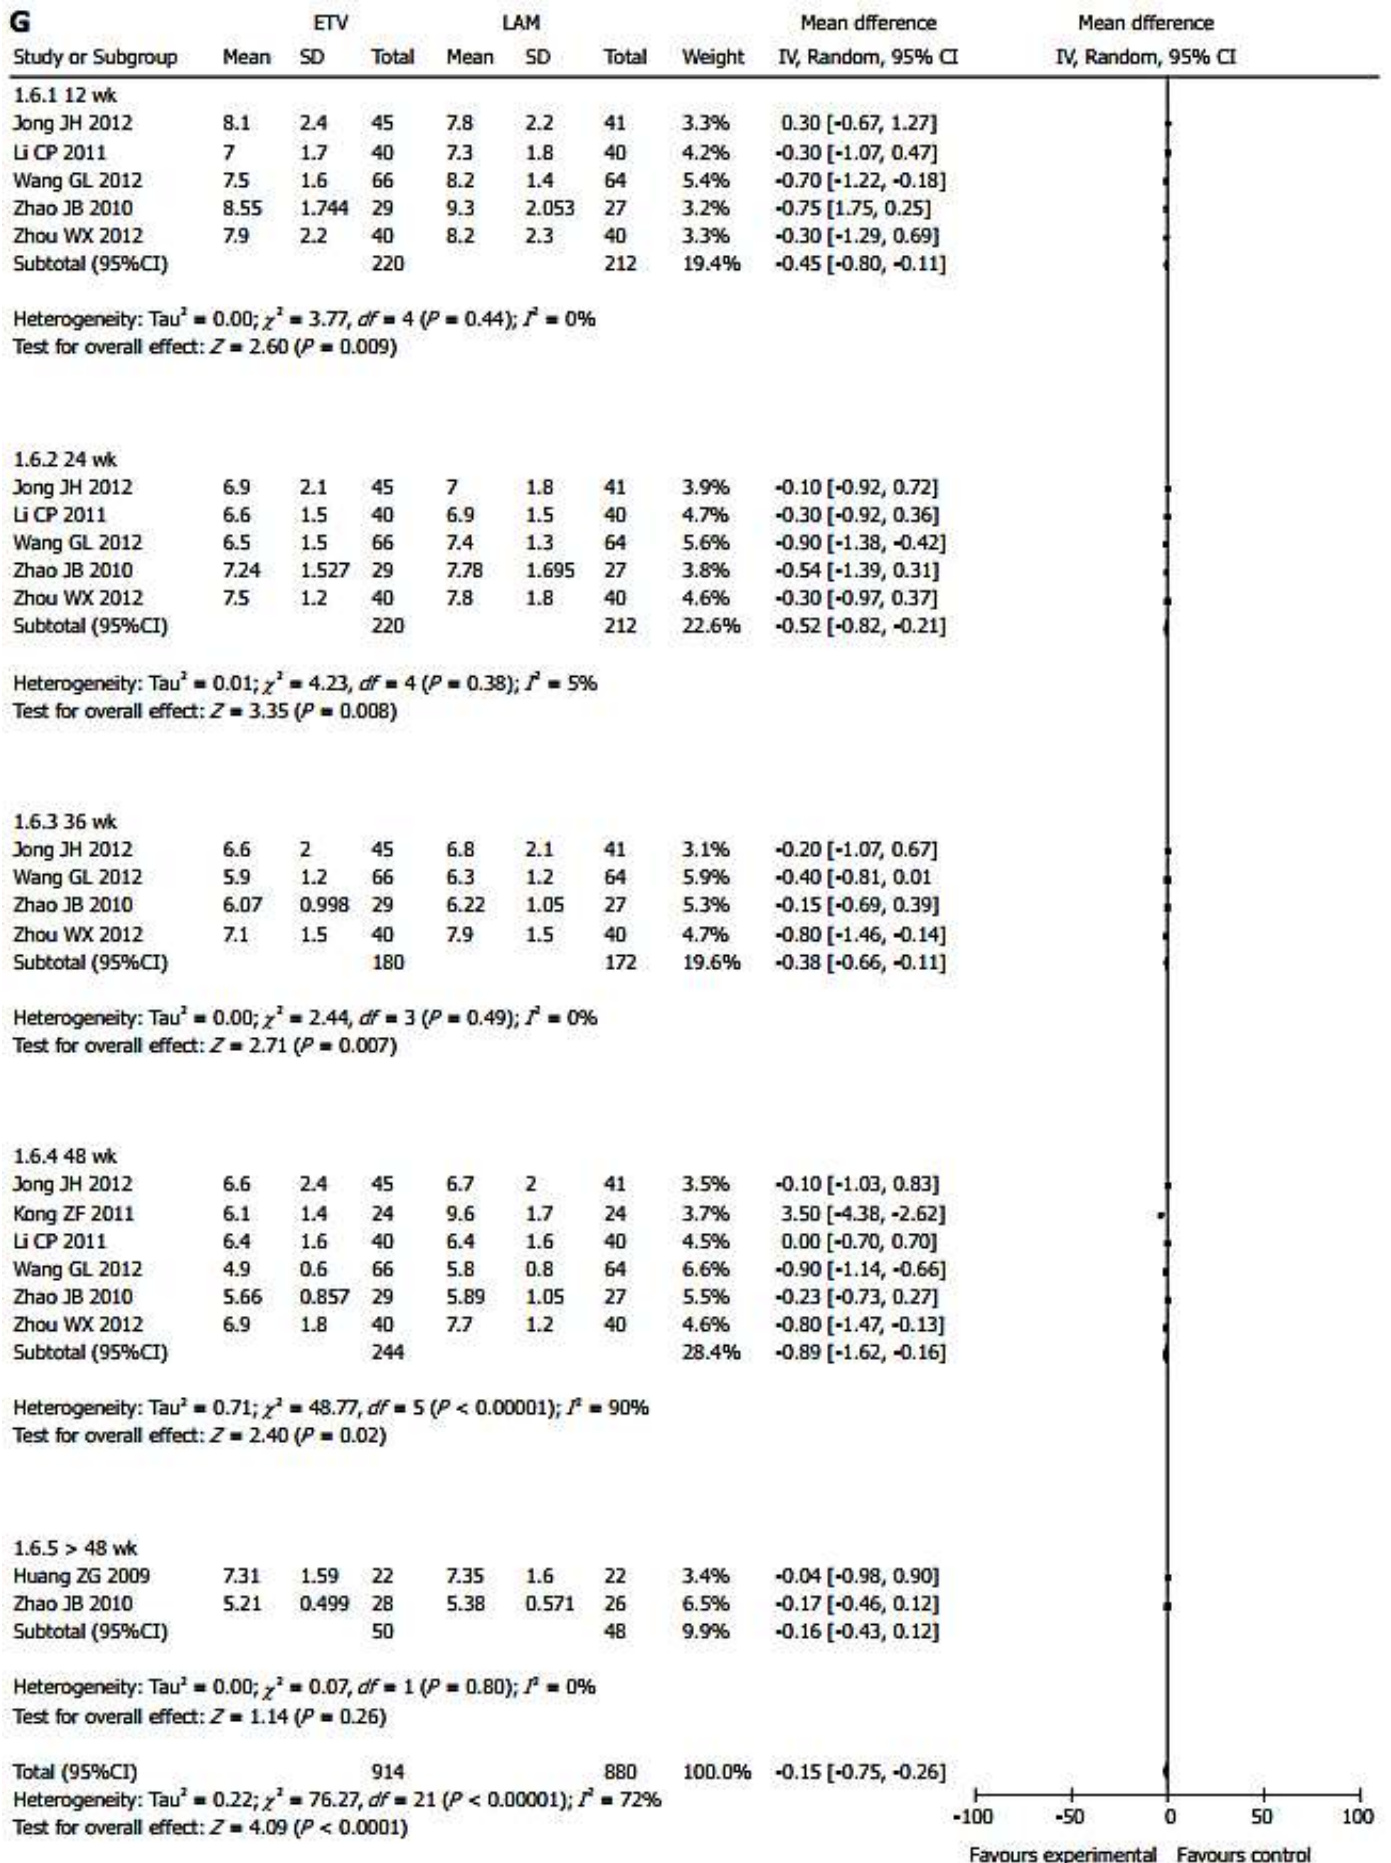 G ETV LAM Mean dfference Mean dfference
Study or Subgroup Mean SD Total Mean SD Total Weight IV, Random, 95% CI IV, Random, 95% CI
1.6.1 12 wk
Jong JH 2012 8.1 2.4 45 7.8 2.2 41 3.3% 0.30 [-0.67, 1.27]
Li CP 2011 7 1.7 40 7.3 1.8 40 4.2% -0.30 [-1.07, 0.47]
Wang GL 2012 7.5 1.6 66 8.2 1.4 64 5.4% -0.70 [-1.22, -0.18]
Zhao JB 2010 8.55 1.744 29 9.3 2.053 27 3.2% -0.75 [1.75, 0.25]
Zhou WX 2012 7.9 2.2 40 8.2 2.3 40 3.3% -0.30 [-1.29, 0.69]
Subtotal (95%CI) 220 212 19.4% -0.45 [-0.80, -0.11]
Heterogeneity: Tau² = 0.00; χ² = 3.77, df = 4 (P = 0.44); I² = 0%
Test for overall effect: Z = 2.60 (P = 0.009)
1.6.2 24 wk
Jong JH 2012 6.9 2.1 45 7 1.8 41 3.9% -0.10 [-0.92, 0.72]
Li CP 2011 6.6 1.5 40 6.9 1.5 40 4.7% -0.30 [-0.92, 0.36]
Wang GL 2012 6.5 1.5 66 7.4 1.3 64 5.6% -0.90 [-1.38, -0.42]
Zhao JB 2010 7.24 1.527 29 7.78 1.695 27 3.8% -0.54 [-1.39, 0.31]
Zhou WX 2012 7.5 1.2 40 7.8 1.8 40 4.6% -0.30 [-0.97, 0.37]
Subtotal (95%CI) 220 212 22.6% -0.52 [-0.82, -0.21]
Heterogeneity: Tau² = 0.01; χ² = 4.23, df = 4 (P = 0.38); I² = 5%
Test for overall effect: Z = 3.35 (P = 0.008)
1.6.3 36 wk
Jong JH 2012 6.6 2 45 6.8 2.1 41 3.1% -0.20 [-1.07, 0.67]
Wang GL 2012 5.9 1.2 66 6.3 1.2 64 5.9% -0.40 [-0.81, 0.01
Zhao JB 2010 6.07 0.998 29 6.22 1.05 27 5.3% -0.15 [-0.69, 0.39]
Zhou WX 2012 7.1 1.5 40 7.9 1.5 40 4.7% -0.80 [-1.46, -0.14]
Subtotal (95%CI) 180 172 19.6% -0.38 [-0.66, -0.11]
Heterogeneity: Tau² = 0.00; χ² = 2.44, df = 3 (P = 0.49); I² = 0%
Test for overall effect: Z = 2.71 (P = 0.007)
1.6.4 48 wk
Jong JH 2012 6.6 2.4 45 6.7 2 41 3.5% -0.10 [-1.03, 0.83]
Kong ZF 2011 6.1 1.4 24 9.6 1.7 24 3.7% 3.50 [-4.38, -2.62]
Li CP 2011 6.4 1.6 40 6.4 1.6 40 4.5% 0.00 [-0.70, 0.70]
Wang GL 2012 4.9 0.6 66 5.8 0.8 64 6.6% -0.90 [-1.14, -0.66]
Zhao JB 2010 5.66 0.857 29 5.89 1.05 27 5.5% -0.23 [-0.73, 0.27]
Zhou WX 2012 6.9 1.8 40 7.7 1.2 40 4.6% -0.80 [-1.47, -0.13]
Subtotal (95%CI) 244 28.4% -0.89 [-1.62, -0.16]
Heterogeneity: Tau² = 0.71; χ² = 48.77, df = 5 (P < 0.00001); I² = 90%
Test for overall effect: Z = 2.40 (P = 0.02)
1.6.5 > 48 wk
Huang ZG 2009 7.31 1.59 22 7.35 1.6 22 3.4% -0.04 [-0.98, 0.90]
Zhao JB 2010 5.21 0.499 28 5.38 0.571 26 6.5% -0.17 [-0.46, 0.12]
Subtotal (95%CI) 50 48 9.9% -0.16 [-0.43, 0.12]
Heterogeneity: Tau² = 0.00; χ² = 0.07, df = 1 (P = 0.80); I² = 0%
Test for overall effect: Z = 1.14 (P = 0.26)
Total (95%CI) 914 880 100.0% -0.15 [-0.75, -0.26]
Heterogeneity: Tau² = 0.22; χ² = 76.27, df = 21 (P < 0.00001); I² = 72%
Test for overall effect: Z = 4.09 (P < 0.0001)
-100 -50 0 50 100
Favours experimental Favours control